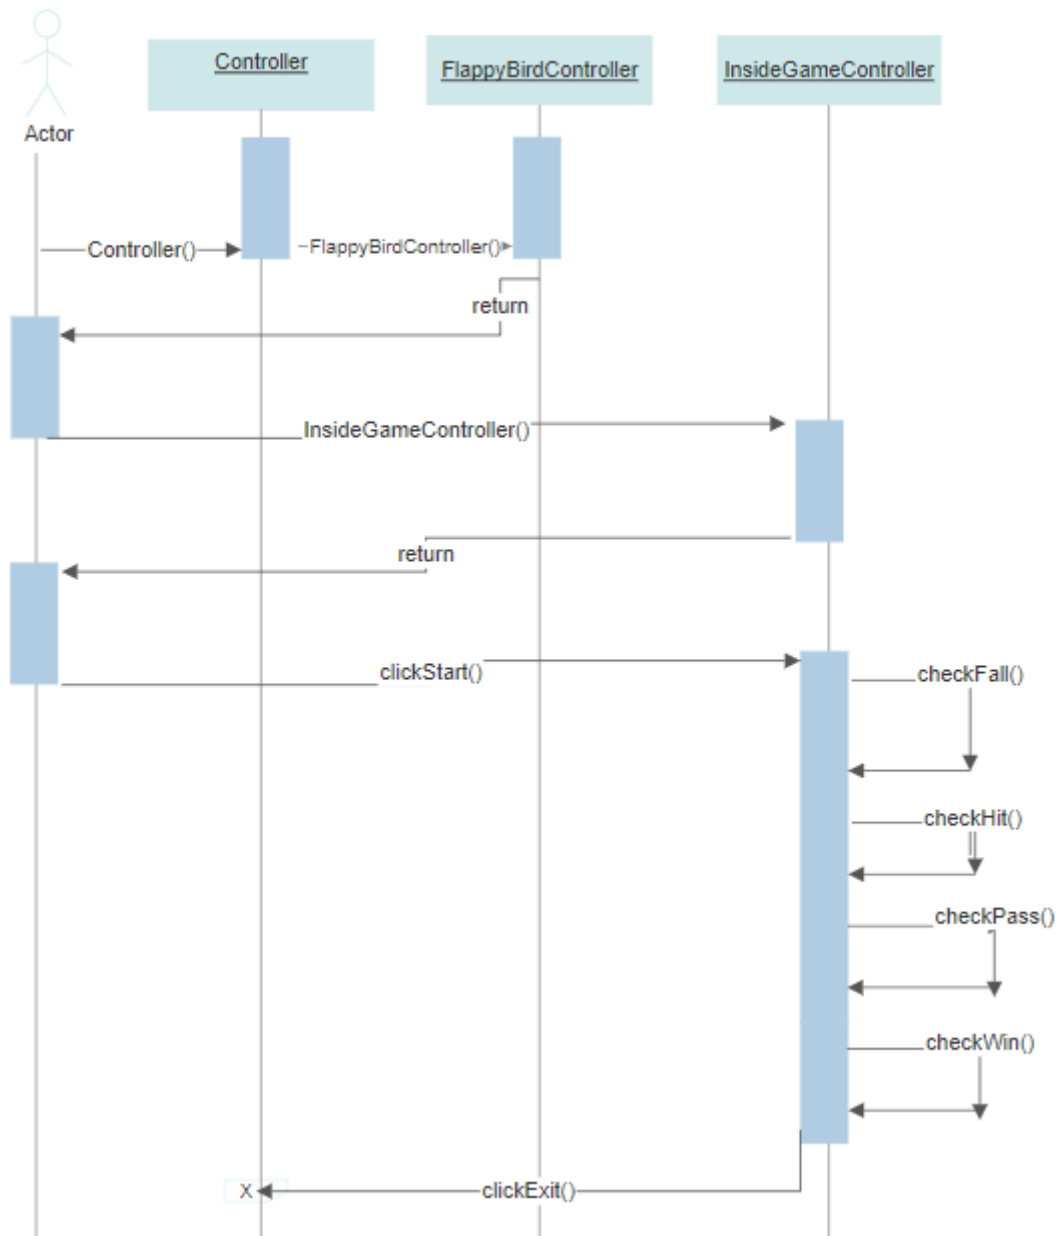 Controller
FlappyBirdController
InsideGameController
Actor
Controller()
FlappyBirdController()
return
InsideGameController()
return
clickStart()
checkFall()
checkHit()
checkPass()
checkWin()
X
clickExit()